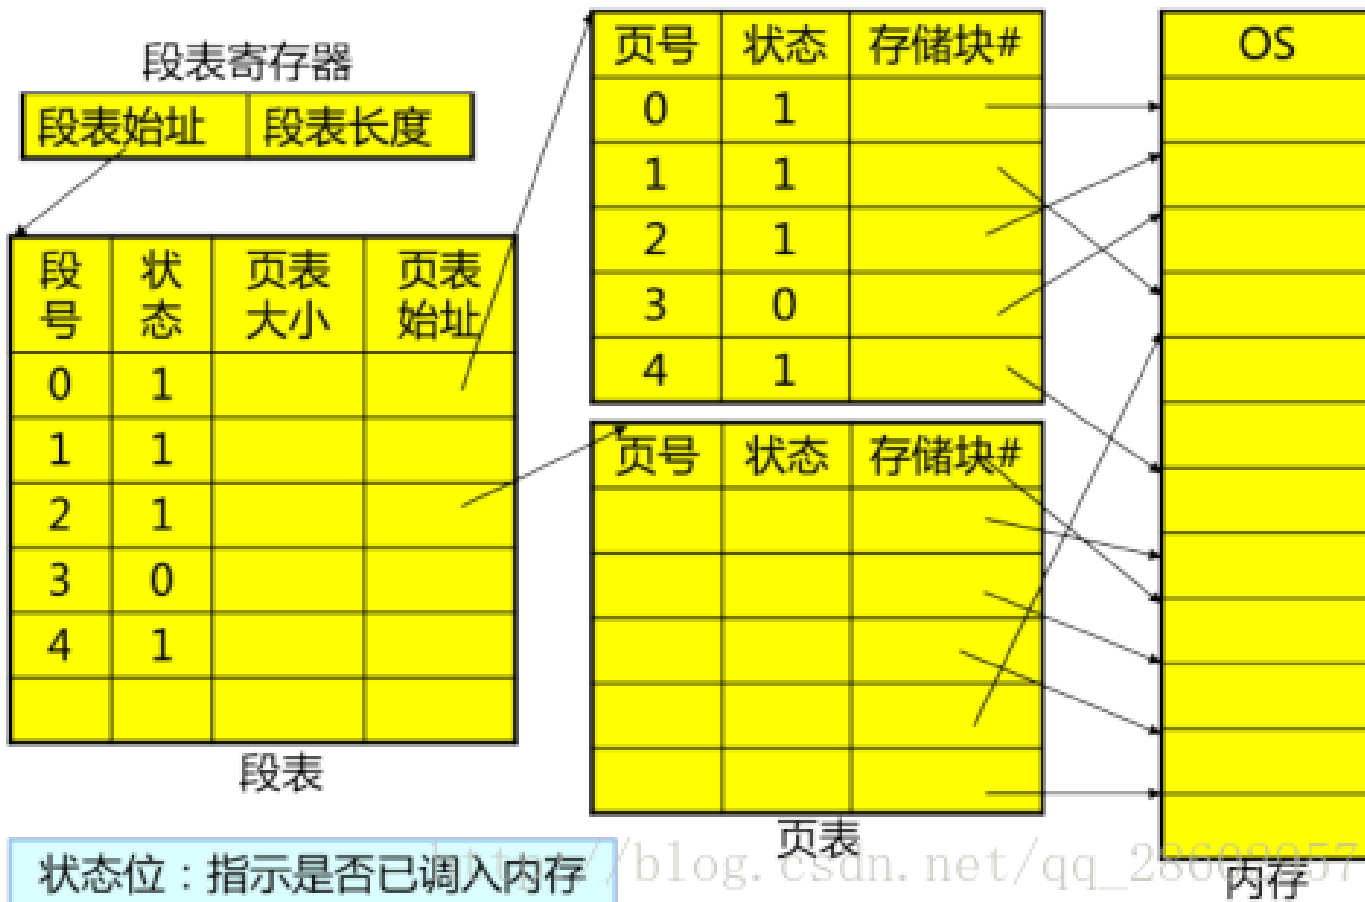 段表寄存器
段表始址 段表长度
段号 状态 页表大小 页表始址
0 1
1 1
2 1
3 0
4 1
段表
页号 状态 存储块#
0 1
1 1
2 1
3 0
4 1
页号 状态 存储块#
页表
OS
内存
状态位：指示是否已调入内存
/blog.csdn.net/qq_28602957